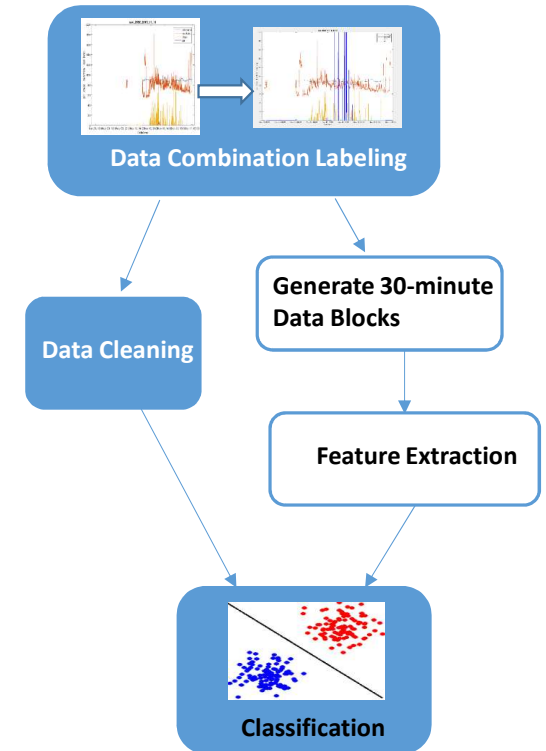 Data Combination Labeling
Generate 30-minute
Data Blocks
Data Cleaning
Feature Extraction
Classification